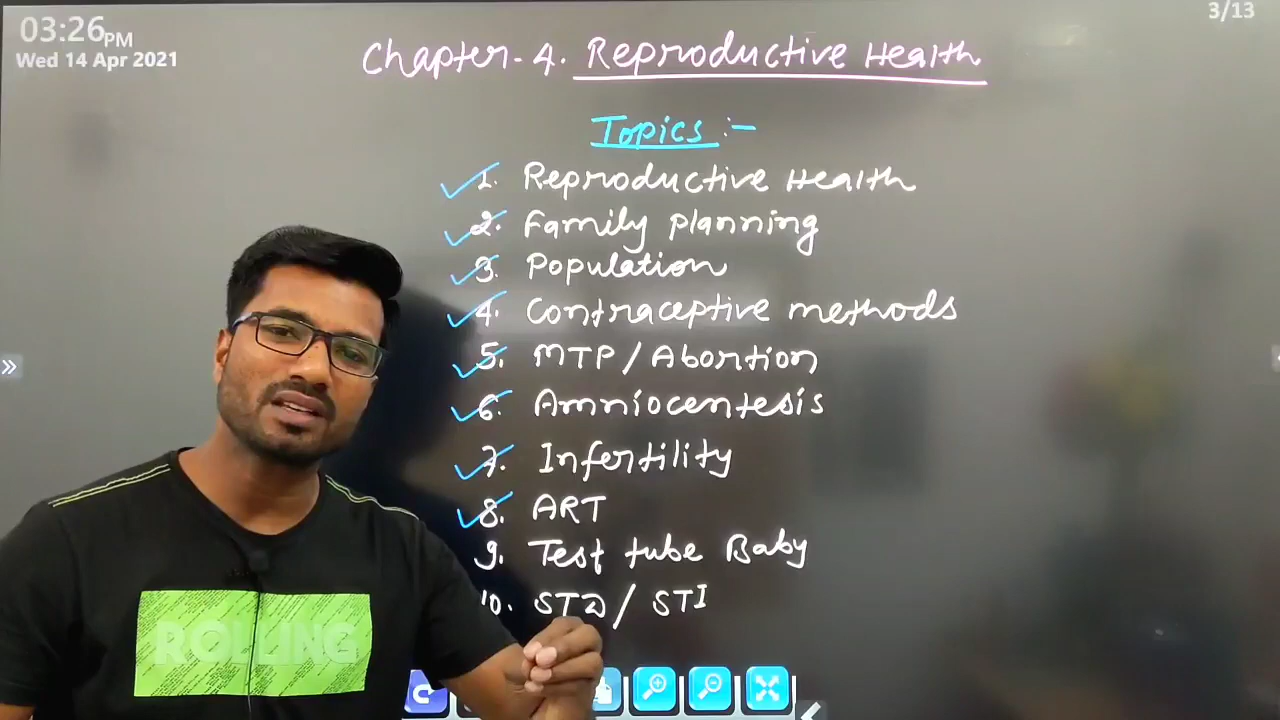 03:26PM
Wed 14 Apr 2021
3/13
Chapter-4. Reproductive Health
Topics :-
1. Reproductive Health
2. Family planning
3. Population
4. Contraceptive methods
5. MTP / Abortion
6. Amniocentesis
7. Infertility
8. ART
9. Test tube Baby
10. STD / STI
ROLLING